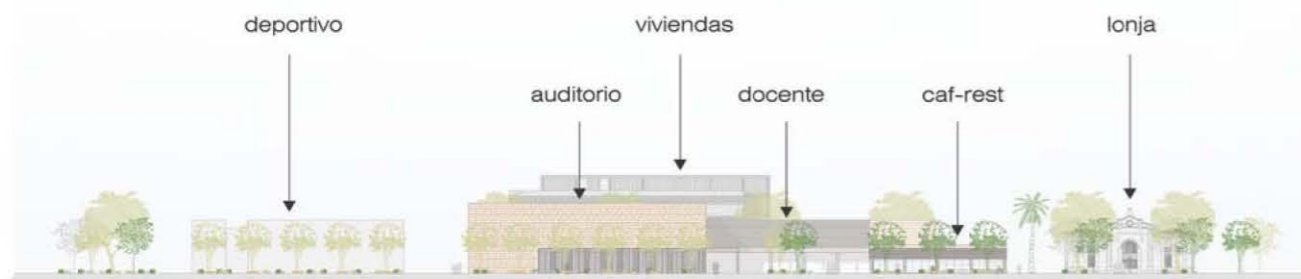 deportivo
viviendas
lonja
auditorio
docente
caf-rest